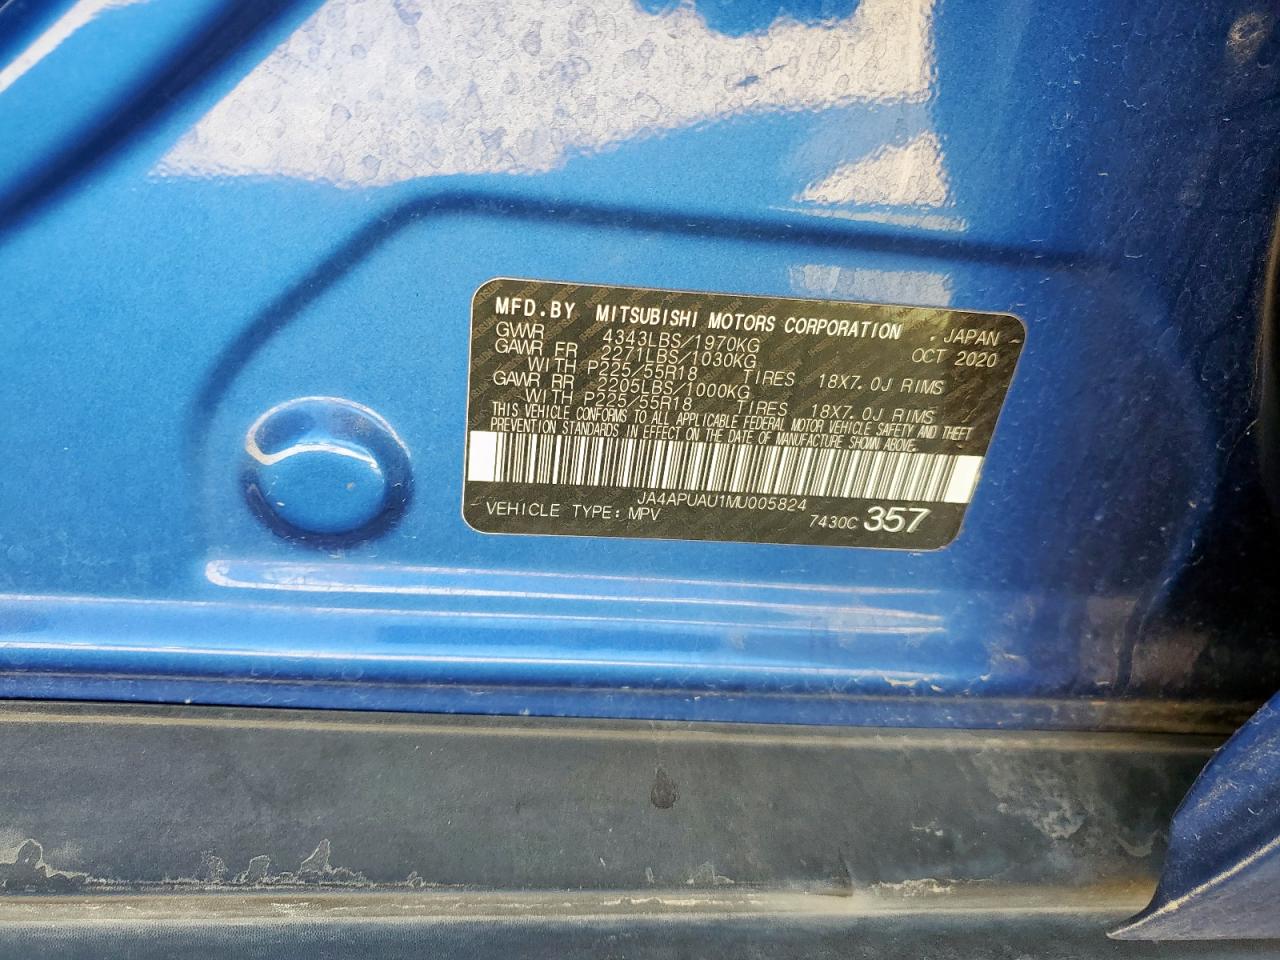 MFD.BY MITSUBISHI MOTORS CORPORATION JAPAN
GVWR 4343LBS/1970KG OCT 2020
GAWR FR 2271LBS/1030KG
WITH P225/55R18 TIRES 18X7.0J RIMS
GAWR RR 2205LBS/1000KG
WITH P225/55R18 TIRES 18X7.0J RIMS
THIS VEHICLE CONFORMS TO ALL APPLICABLE FEDERAL MOTOR VEHICLE SAFETY AND THEFT
PREVENTION STANDARDS IN EFFECT ON THE DATE OF MANUFACTURE SHOWN ABOVE.
JA4APUAU1MU005824
VEHICLE TYPE: MPV 7430C 357